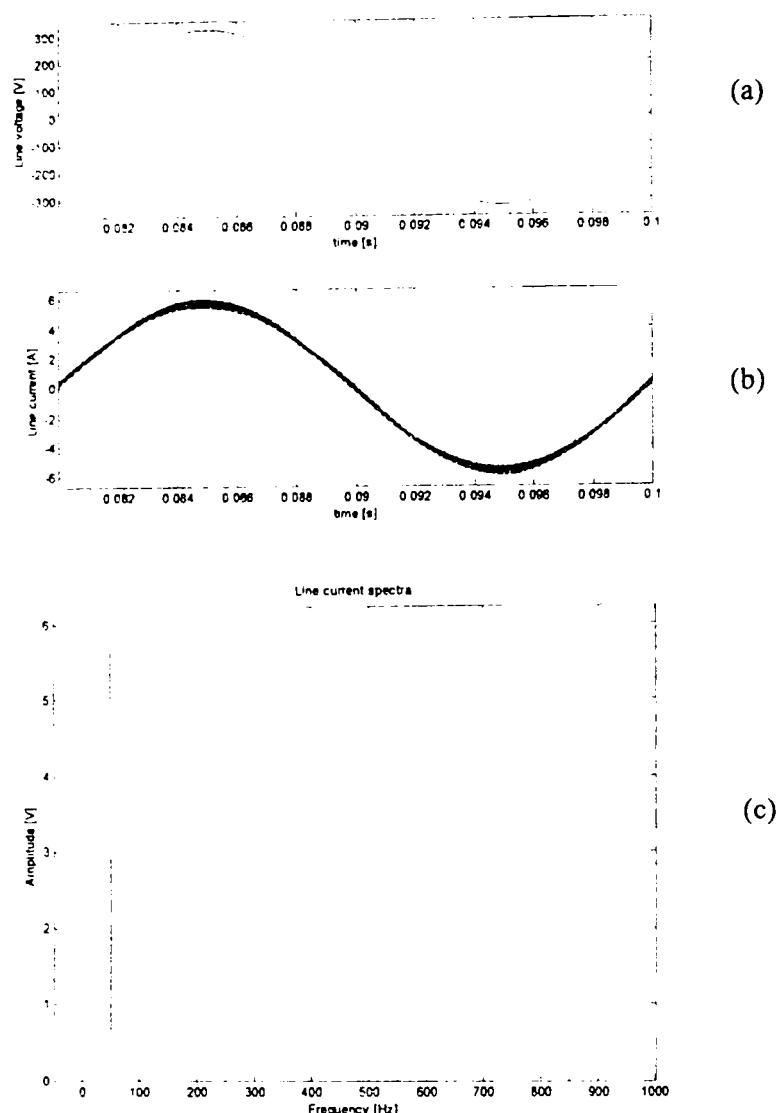 300
200
100
0
-100
-200
-300
Line voltage [V]
0.082 0.084 0.086 0.088 0.09 0.092 0.094 0.096 0.098 0.1
time [s]
(a)
6
4
2
0
-2
-4
-6
Line current [A]
0.082 0.084 0.086 0.088 0.09 0.092 0.094 0.096 0.098 0.1
time [s]
(b)
Line current spectra
6
5
4
3
2
1
0
Amplitude [V]
0 100 200 300 400 500 600 700 800 900 1000
Frequency [Hz]
(c)